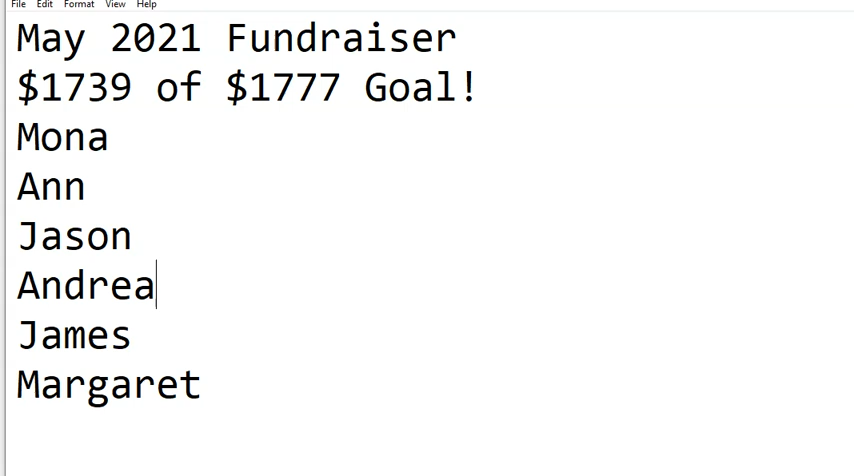 File Edit Format View Help
May 2021 Fundraiser
$1739 of $1777 Goal!
Mona
Ann
Jason
Andrea
James
Margaret